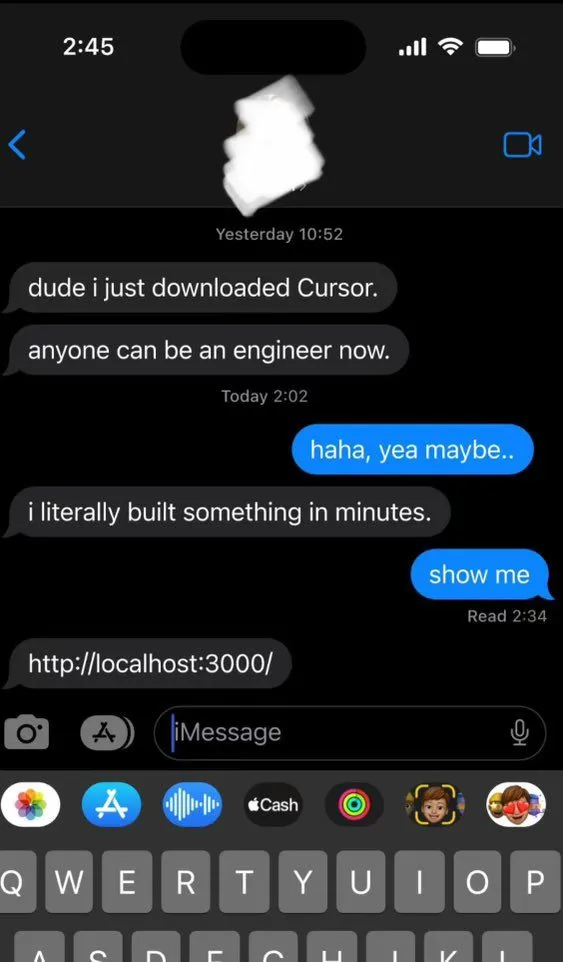 2:45
Yesterday 10:52
dude i just downloaded Cursor.
anyone can be an engineer now.
Today 2:02
haha, yea maybe..
i literally built something in minutes.
show me
Read 2:34
http://localhost:3000/
iMessage
Cash
Q W E R T Y U I O P
A S D F G H J K L